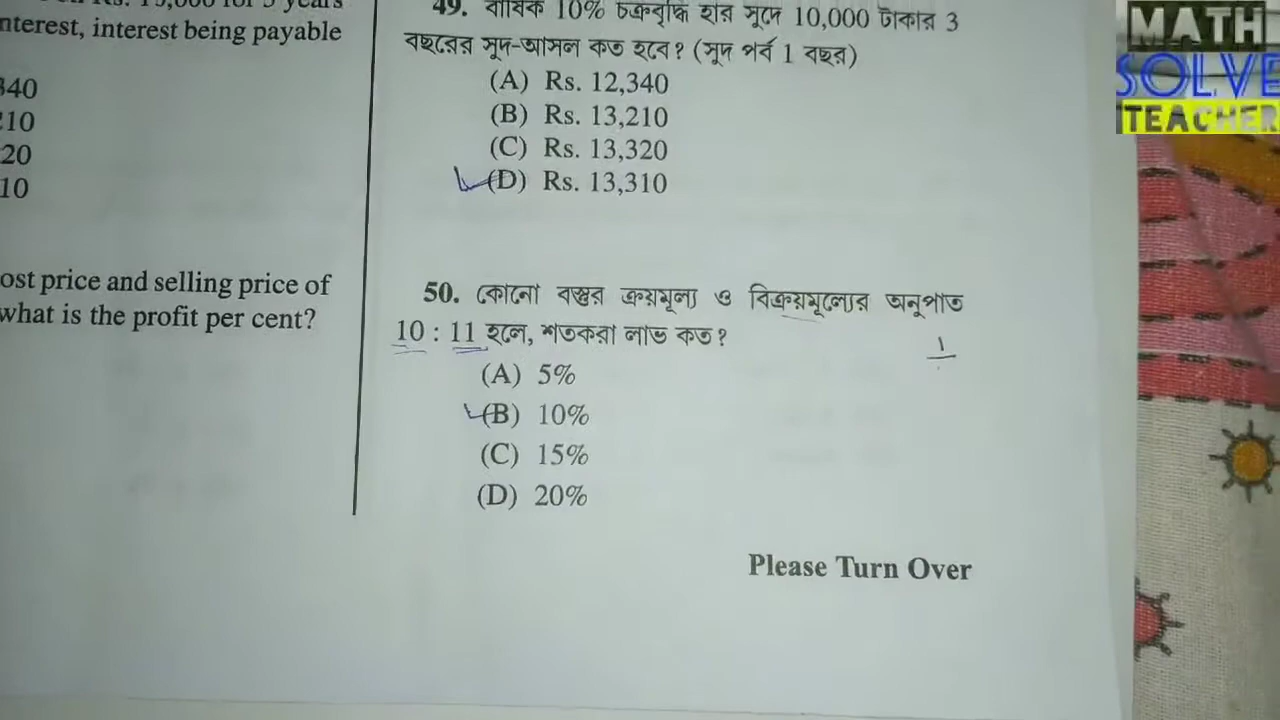 nterest, interest being payable
340
210
20
10
ost price and selling price of
what is the profit per cent?
49. বার্ষিক 10% চক্রবৃদ্ধি হার সুদে 10,000 টাকার 3
বছরের সুদ-আসল কত হবে? (সুদ পর্ব 1 বছর)
(A) Rs. 12,340
(B) Rs. 13,210
(C) Rs. 13,320
(D) Rs. 13,310
50. কোনো বস্তুর ক্রয়মূল্য ও বিক্রয়মূল্যের অনুপাত
10 : 11 হলে, শতকরা লাভ কত?
(A) 5%
(B) 10%
(C) 15%
(D) 20%
Please Turn Over
MATH
SOLVE
TEACHER